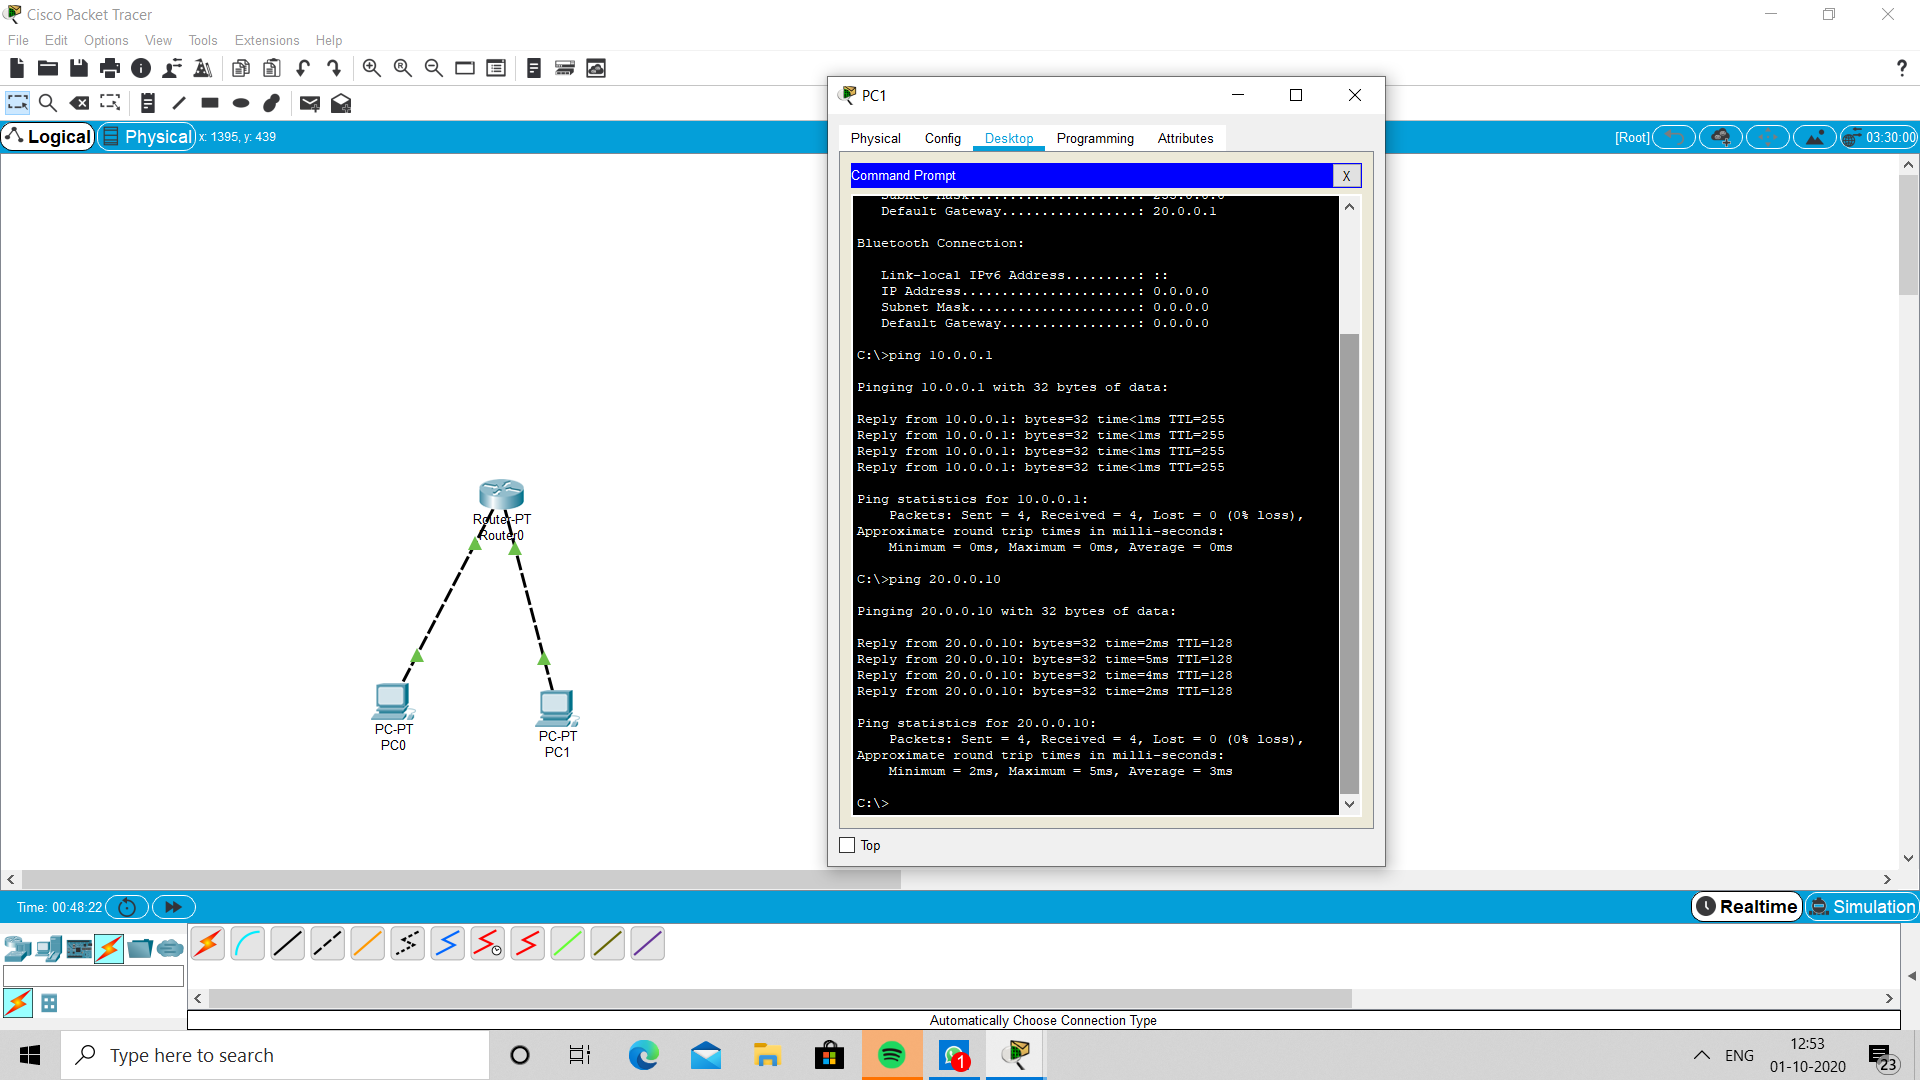 Cisco Packet Tracer
File Edit Options View Tools Extensions Help
?
Logical Physical x: 1395, y: 439
[Root] 03:30:00
PC1
Physical Config Desktop Programming Attributes
Command Prompt X
Subnet Mask.....................: 255.0.0.0
Default Gateway.................: 20.0.0.1
Bluetooth Connection:
Link-local IPv6 Address.........: ::
IP Address......................: 0.0.0.0
Subnet Mask.....................: 0.0.0.0
Default Gateway.................: 0.0.0.0
C:\>ping 10.0.0.1
Pinging 10.0.0.1 with 32 bytes of data:
Reply from 10.0.0.1: bytes=32 time<1ms TTL=255
Reply from 10.0.0.1: bytes=32 time<1ms TTL=255
Reply from 10.0.0.1: bytes=32 time<1ms TTL=255
Reply from 10.0.0.1: bytes=32 time<1ms TTL=255
Ping statistics for 10.0.0.1:
Packets: Sent = 4, Received = 4, Lost = 0 (0% loss),
Approximate round trip times in milli-seconds:
Minimum = 0ms, Maximum = 0ms, Average = 0ms
C:\>ping 20.0.0.10
Pinging 20.0.0.10 with 32 bytes of data:
Reply from 20.0.0.10: bytes=32 time=2ms TTL=128
Reply from 20.0.0.10: bytes=32 time=5ms TTL=128
Reply from 20.0.0.10: bytes=32 time=4ms TTL=128
Reply from 20.0.0.10: bytes=32 time=2ms TTL=128
Ping statistics for 20.0.0.10:
Packets: Sent = 4, Received = 4, Lost = 0 (0% loss),
Approximate round trip times in milli-seconds:
Minimum = 2ms, Maximum = 5ms, Average = 3ms
C:\>
Top
Router-PT
Router0
PC-PT
PC0
PC-PT
PC1
Time: 00:48:22
Realtime Simulation
Automatically Choose Connection Type
Type here to search
1
ENG
12:53
01-10-2020
23